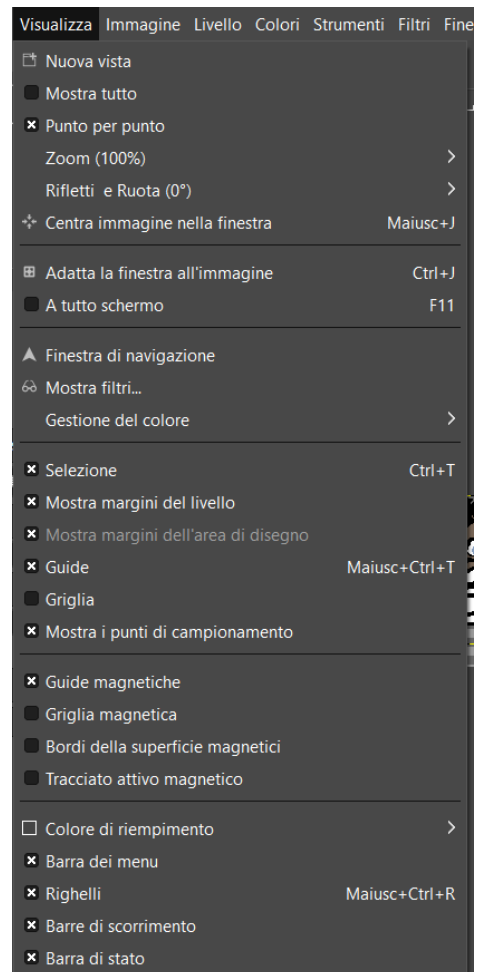 Visualizza Immagine Livello Colori Strumenti Filtri Fine
Nuova vista
Mostra tutto
Punto per punto
Zoom (100%)
Rifletti e Ruota (0°)
Centra immagine nella finestra Maiusc+J
Adatta la finestra all'immagine Ctrl+J
A tutto schermo F11
Finestra di navigazione
Mostra filtri...
Gestione del colore
Selezione Ctrl+T
Mostra margini del livello
Mostra margini dell'area di disegno
Guide Maiusc+Ctrl+T
Griglia
Mostra i punti di campionamento
Guide magnetiche
Griglia magnetica
Bordi della superficie magnetici
Tracciato attivo magnetico
Colore di riempimento
Barra dei menu
Righelli Maiusc+Ctrl+R
Barre di scorrimento
Barra di stato